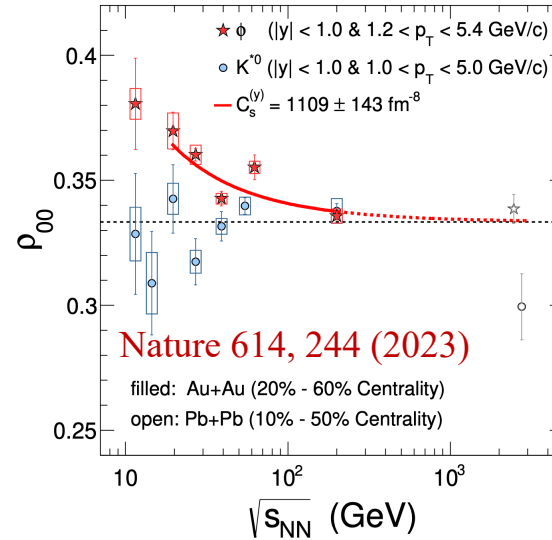 0.4
0.35
0.3
0.25
ρ00
ϕ (|y| < 1.0 & 1.2 < pT < 5.4 GeV/c)
K*0 (|y| < 1.0 & 1.0 < pT < 5.0 GeV/c)
Cs(y) = 1109 ± 143 fm-8
Nature 614, 244 (2023)
filled: Au+Au (20% - 60% Centrality)
open: Pb+Pb (10% - 50% Centrality)
10 10² 10³
√sNN (GeV)